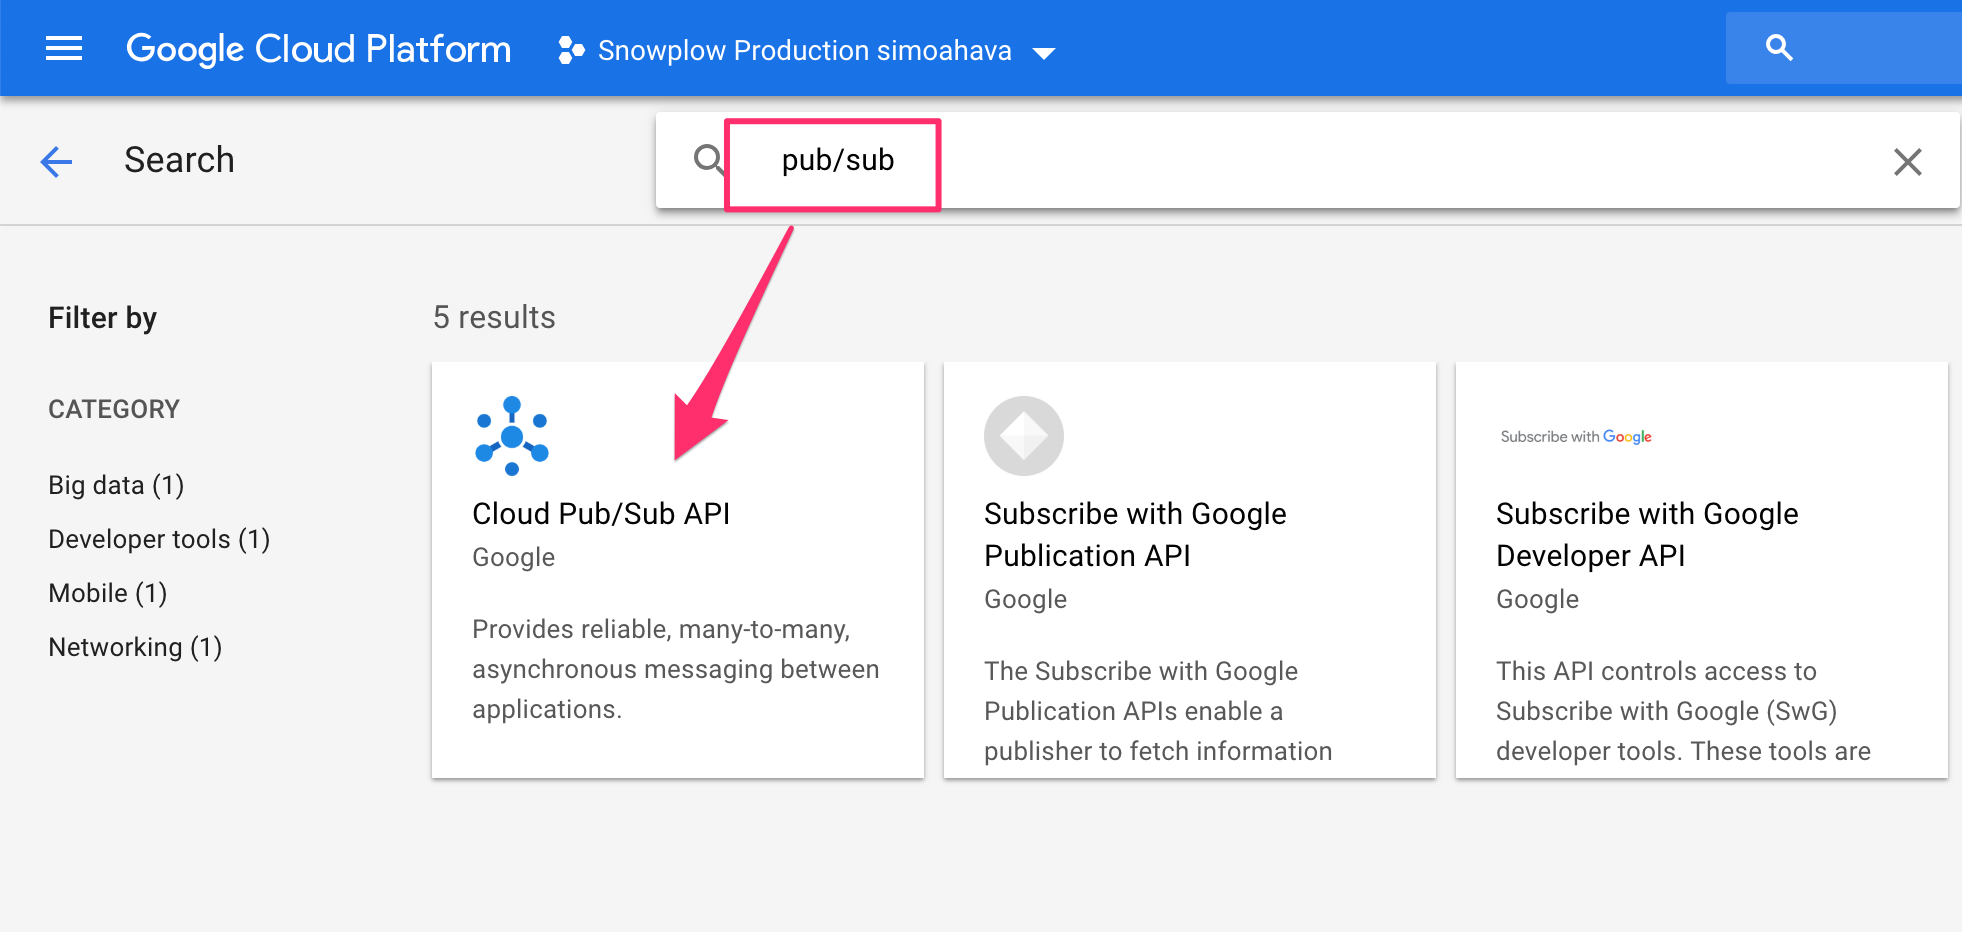 Google Cloud Platform
Snowplow Production simoahava
Search
pub/sub
Filter by
5 results
CATEGORY
Big data (1)
Developer tools (1)
Mobile (1)
Networking (1)
Cloud Pub/Sub API
Google
Provides reliable, many-to-many,
asynchronous messaging between
applications.
Subscribe with Google
Publication API
Google
The Subscribe with Google
Publication APIs enable a
publisher to fetch information
Subscribe with Google
Subscribe with Google
Developer API
Google
This API controls access to
Subscribe with Google (SwG)
developer tools. These tools are